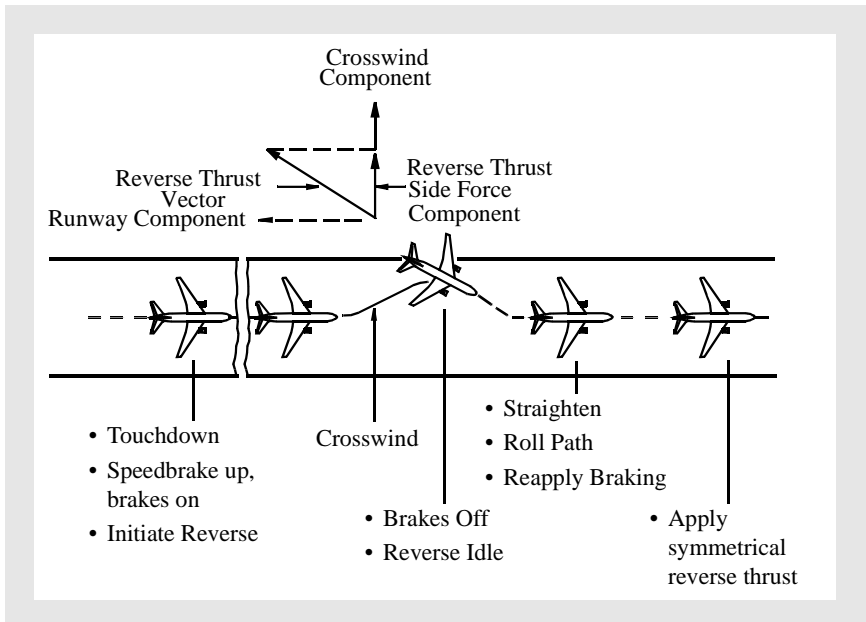 Crosswind
Component
Reverse Thrust
Vector
Runway Component
Reverse Thrust
Side Force
Component
• Touchdown
• Speedbrake up,
brakes on
• Initiate Reverse
Crosswind
• Brakes Off
• Reverse Idle
• Straighten
• Roll Path
• Reapply Braking
• Apply
symmetrical
reverse thrust